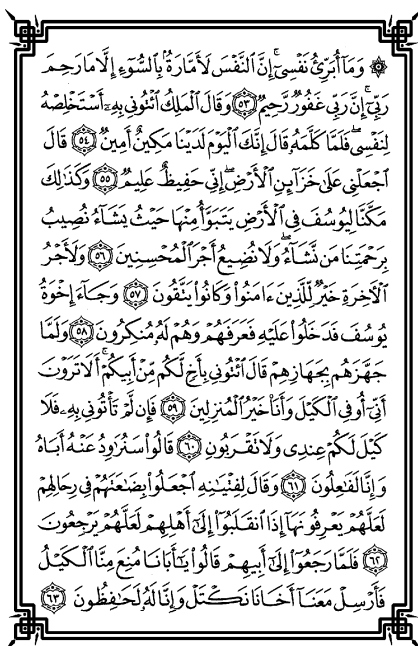 ۞ وَمَآ أُبَرِّئُ نَفْسِىٓ ۚ إِنَّ ٱلنَّفْسَ لَأَمَّارَةٌۢ بِٱلسُّوٓءِ إِلَّا مَا رَحِمَ
رَبِّىٓ ۚ إِنَّ رَبِّى غَفُورٌ رَّحِيمٌ ٥٣ وَقَالَ ٱلْمَلِكُ ٱئْتُونِى بِهِۦٓ أَسْتَخْلِصْهُ
لِنَفْسِى ۖ فَلَمَّا كَلَّمَهُۥ قَالَ إِنَّكَ ٱلْيَوْمَ لَدَيْنَا مَكِينٌ أَمِينٌ ٥٤ قَالَ
ٱجْعَلْنِى عَلَىٰ خَزَآئِنِ ٱلْأَرْضِ ۖ إِنِّى حَفِيظٌ عَلِيمٌ ٥٥ وَكَذَٰلِكَ
مَكَّنَّا لِيُوسُفَ فِى ٱلْأَرْضِ يَتَبَوَّأُ مِنْهَا حَيْثُ يَشَآءُ ۚ نُصِيبُ
بِرَحْمَتِنَا مَن نَّشَآءُ ۖ وَلَا نُضِيعُ أَجْرَ ٱلْمُحْسِنِينَ ٥٦ وَلَأَجْرُ
ٱلْءَاخِرَةِ خَيْرٌ لِّلَّذِينَ ءَامَنُوا۟ وَكَانُوا۟ يَتَّقُونَ ٥٧ وَجَآءَ إِخْوَةُ
يُوسُفَ فَدَخَلُوا۟ عَلَيْهِ فَعَرَفَهُمْ وَهُمْ لَهُۥ مُنكِرُونَ ٥٨ وَلَمَّا
جَهَّزَهُم بِجَهَازِهِمْ قَالَ ٱئْتُونِى بِأَخٍ لَّكُم مِّنْ أَبِيكُمْ ۚ أَلَا تَرَوْنَ
أَنِّىٓ أُوفِى ٱلْكَيْلَ وَأَنَا۠ خَيْرُ ٱلْمُنزِلِينَ ٥٩ فَإِن لَّمْ تَأْتُونِى بِهِۦ فَلَا
كَيْلَ لَكُمْ عِندِى وَلَا تَقْرَبُونِ ٦٠ قَالُوا۟ سَنُرَٰوِدُ عَنْهُ أَبَاهُ
وَإِنَّا لَفَٰعِلُونَ ٦١ وَقَالَ لِفِتْيَٰنِهِ ٱجْعَلُوا۟ بِضَٰعَتَهُمْ فِى رِحَالِهِمْ
لَعَلَّهُمْ يَعْرِفُونَهَآ إِذَا ٱنقَلَبُوٓا۟ إِلَىٰٓ أَهْلِهِمْ لَعَلَّهُمْ يَرْجِعُونَ
٦٢ فَلَمَّا رَجَعُوٓا۟ إِلَىٰٓ أَبِيهِمْ قَالُوا۟ يَٰٓأَبَانَا مُنِعَ مِنَّا ٱلْكَيْلُ
فَأَرْسِلْ مَعَنَآ أَخَانَا نَكْتَلْ وَإِنَّا لَهُۥ لَحَٰفِظُونَ ٦٣